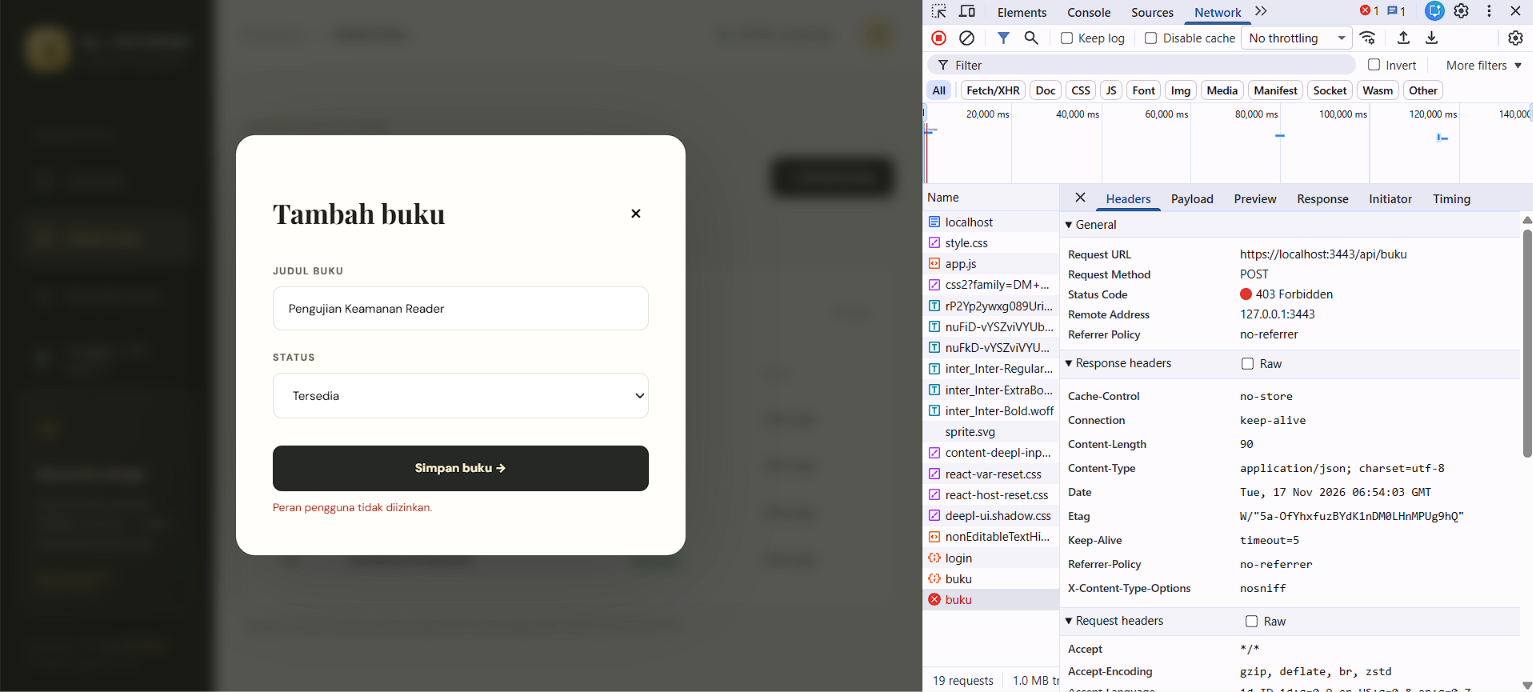 Tambah buku
×
JUDUL BUKU
Pengujian Keamanan Reader
STATUS
Tersedia
Simpan buku →
Peran pengguna tidak diizinkan.
Elements Console Sources Network 1 1
Keep log Disable cache No throttling
Filter Invert More filters
All Fetch/XHR Doc CSS JS Font Img Media Manifest Socket Wasm Other
20,000 ms 40,000 ms 60,000 ms 80,000 ms 100,000 ms 120,000 ms 140,000
Name
localhost
style.css
app.js
css2?family=DM+...
rP2Yp2ywxg089Uri...
nuFiD-vYSZviVYUb...
nuFkD-vYSZviVYU...
inter_Inter-Regular...
inter_Inter-ExtraBo...
inter_Inter-Bold.woff
sprite.svg
content-deepl-inp...
react-var-reset.css
react-host-reset.css
deepl-ui.shadow.css
nonEditableTextHi...
login
buku
buku
19 requests 1.0 MB
Headers Payload Preview Response Initiator Timing
General
Request URL https://localhost:3443/api/buku
Request Method POST
Status Code 403 Forbidden
Remote Address 127.0.0.1:3443
Referrer Policy no-referrer
Response headers Raw
Cache-Control no-store
Connection keep-alive
Content-Length 90
Content-Type application/json; charset=utf-8
Date Tue, 17 Nov 2026 06:54:03 GMT
Etag W/"5a-OfYhxfuzBYdK1nDM0LHnMPUg9hQ"
Keep-Alive timeout=5
Referrer-Policy no-referrer
X-Content-Type-Options nosniff
Request headers Raw
Accept */*
Accept-Encoding gzip, deflate, br, zstd